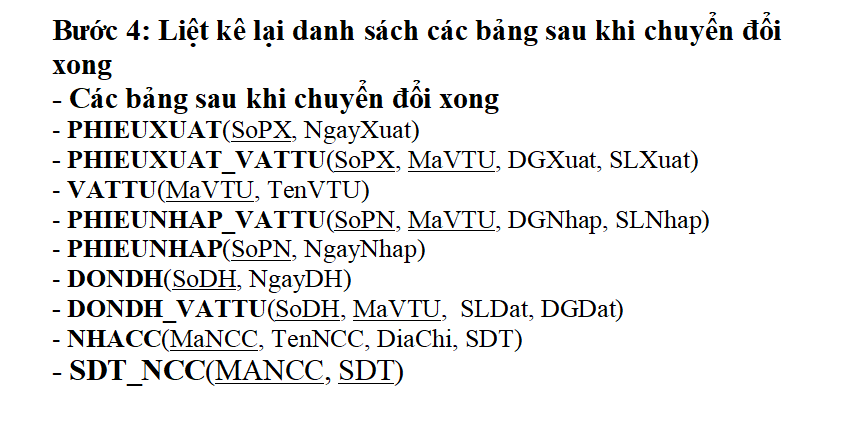 Bước 4: Liệt kê lại danh sách các bảng sau khi chuyển đổi
xong
- Các bảng sau khi chuyển đổi xong
- PHIEUXUAT(SoPX, NgayXuat)
- PHIEUXUAT_VATTU(SoPX, MaVTU, DGXuat, SLXuat)
- VATTU(MaVTU, TenVTU)
- PHIEUNHAP_VATTU(SoPN, MaVTU, DGNhap, SLNhap)
- PHIEUNHAP(SoPN, NgayNhap)
- DONDH(SoDH, NgayDH)
- DONDH_VATTU(SoDH, MaVTU,  SLDat, DGDat)
- NHACC(MaNCC, TenNCC, DiaChi, SDT)
- SDT_NCC(MANCC, SDT)